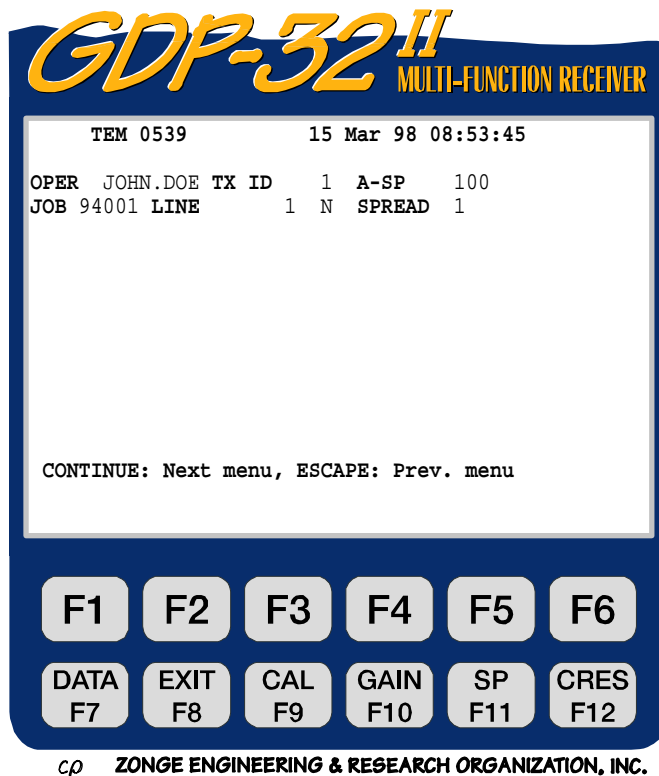 GDP-32 II
MULTI-FUNCTION RECEIVER
TEM 0539 15 Mar 98 08:53:45
OPER JOHN.DOE TX ID 1 A-SP 100
JOB 94001 LINE 1 N SPREAD 1
CONTINUE: Next menu, ESCAPE: Prev. menu
F1 F2 F3 F4 F5 F6
DATA EXIT CAL GAIN SP CRES
F7 F8 F9 F10 F11 F12
ZONGE ENGINEERING & RESEARCH ORGANIZATION, INC.